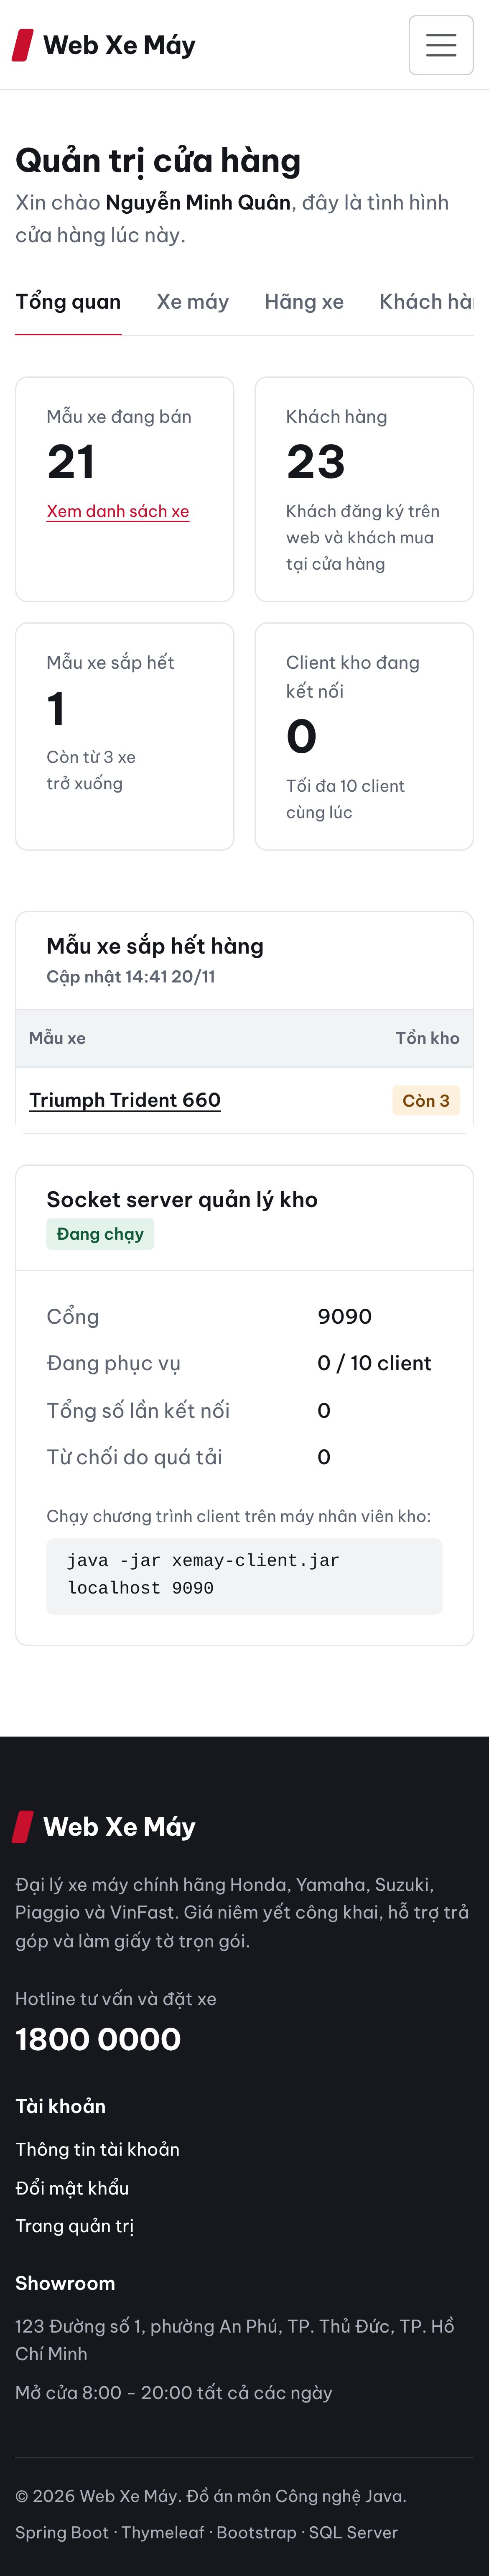 Web Xe Máy
Quản trị cửa hàng
Xin chào Nguyễn Minh Quân, đây là tình hình
cửa hàng lúc này.
Tổng quan Xe máy Hãng xe Khách hàn
Mẫu xe đang bán
21
Xem danh sách xe
Khách hàng
23
Khách đăng ký trên
web và khách mua
tại cửa hàng
Mẫu xe sắp hết
1
Còn từ 3 xe
trở xuống
Client kho đang
kết nối
0
Tối đa 10 client
cùng lúc
Mẫu xe sắp hết hàng
Cập nhật 14:41 20/11
Mẫu xe Tồn kho
Triumph Trident 660 Còn 3
Socket server quản lý kho
Đang chạy
Cổng 9090
Đang phục vụ 0 / 10 client
Tổng số lần kết nối 0
Từ chối do quá tải 0
Chạy chương trình client trên máy nhân viên kho:
java -jar xemay-client.jar
localhost 9090
Web Xe Máy
Đại lý xe máy chính hãng Honda, Yamaha, Suzuki,
Piaggio và VinFast. Giá niêm yết công khai, hỗ trợ trả
góp và làm giấy tờ trọn gói.
Hotline tư vấn và đặt xe
1800 0000
Tài khoản
Thông tin tài khoản
Đổi mật khẩu
Trang quản trị
Showroom
123 Đường số 1, phường An Phú, TP. Thủ Đức, TP. Hồ
Chí Minh
Mở cửa 8:00 - 20:00 tất cả các ngày
© 2026 Web Xe Máy. Đồ án môn Công nghệ Java.
Spring Boot · Thymeleaf · Bootstrap · SQL Server